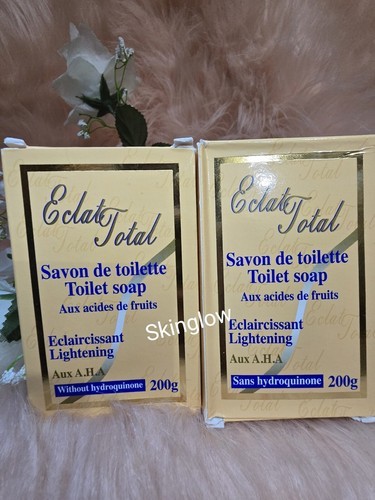 Eclat
Total
Savon de toilette
Toilet soap
Aux acides de fruits
Eclaircissant
Lightening
Aux A.H.A
Without hydroquinone 200g
Eclat
Total
Savon de toilette
Toilet soap
Aux acides de fruits
Eclaircissant
Lightening
Aux A.H.A
Sans hydroquinone 200g
Skinglow